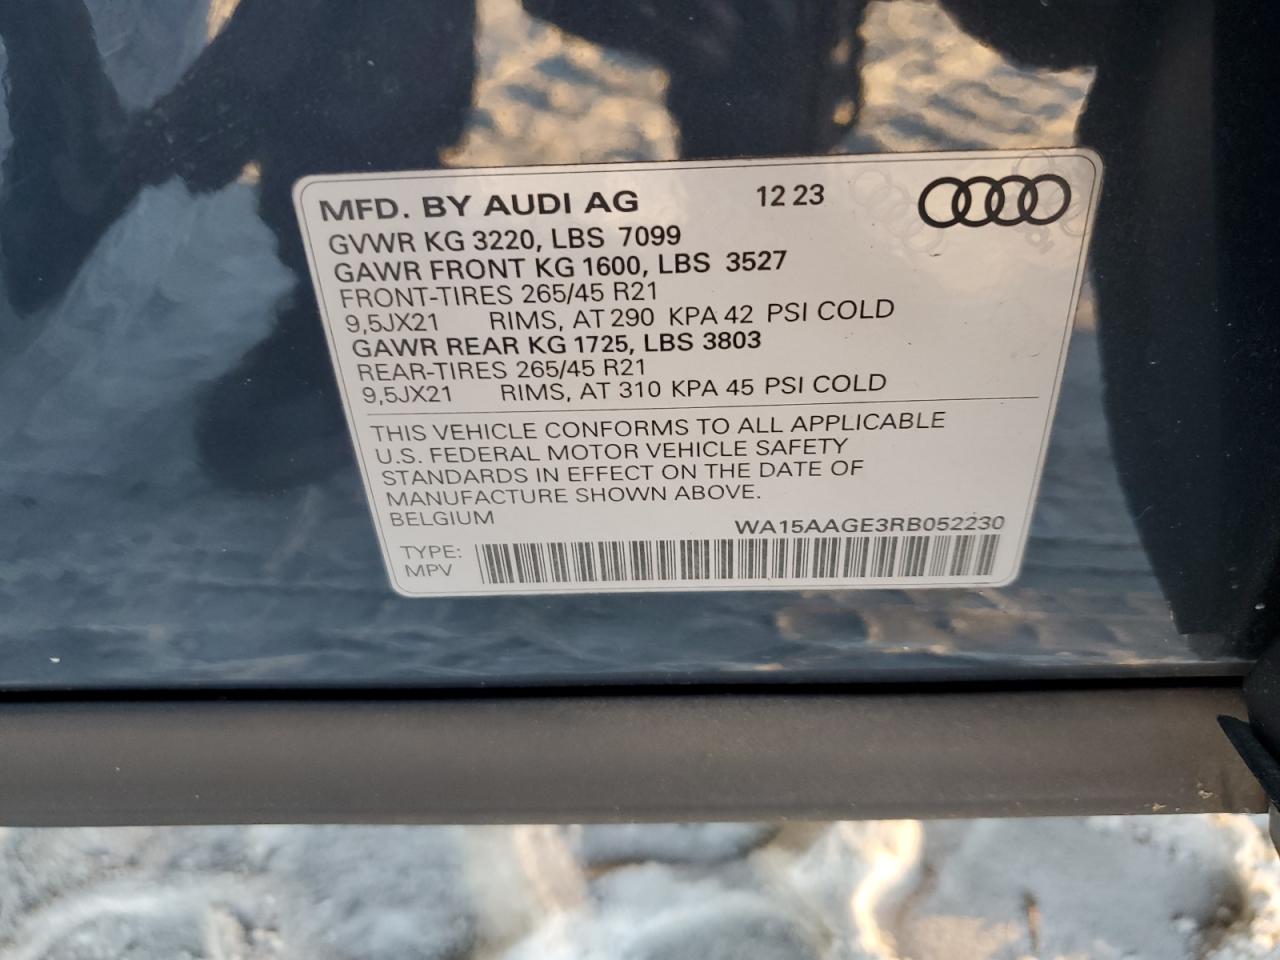 MFD. BY AUDI AG 12 23
GVWR KG 3220, LBS 7099
GAWR FRONT KG 1600, LBS 3527
FRONT-TIRES 265/45 R21
9,5JX21 RIMS, AT 290 KPA 42 PSI COLD
GAWR REAR KG 1725, LBS 3803
REAR-TIRES 265/45 R21
9,5JX21 RIMS, AT 310 KPA 45 PSI COLD
THIS VEHICLE CONFORMS TO ALL APPLICABLE
U.S. FEDERAL MOTOR VEHICLE SAFETY
STANDARDS IN EFFECT ON THE DATE OF
MANUFACTURE SHOWN ABOVE.
BELGIUM WA15AAGE3RB052230
TYPE:
MPV